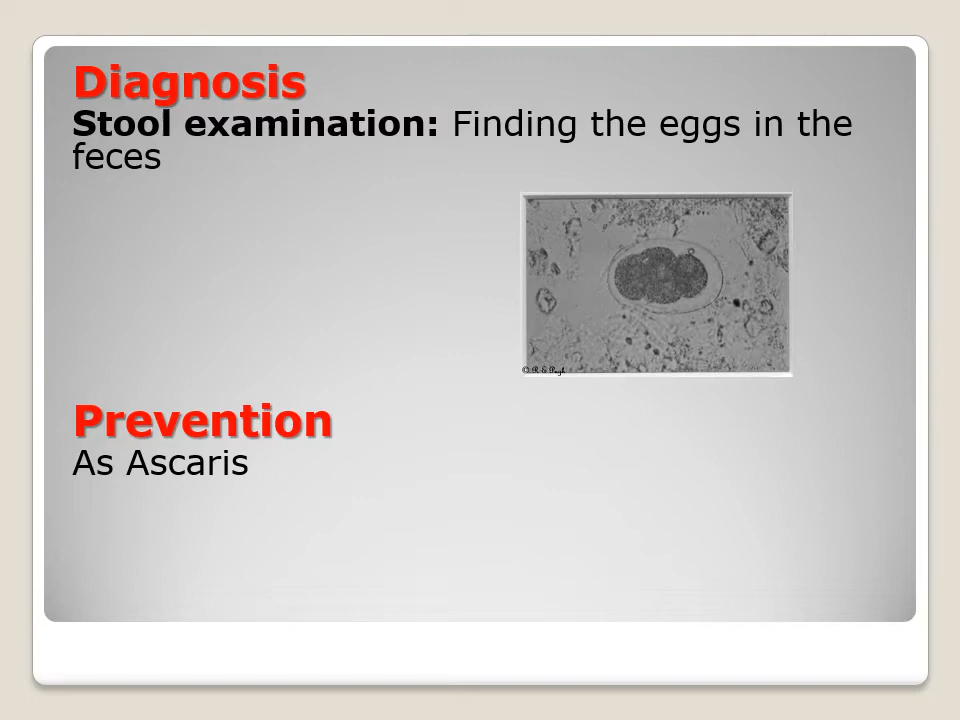 Diagnosis
Stool examination: Finding the eggs in the
feces
Prevention
As Ascaris